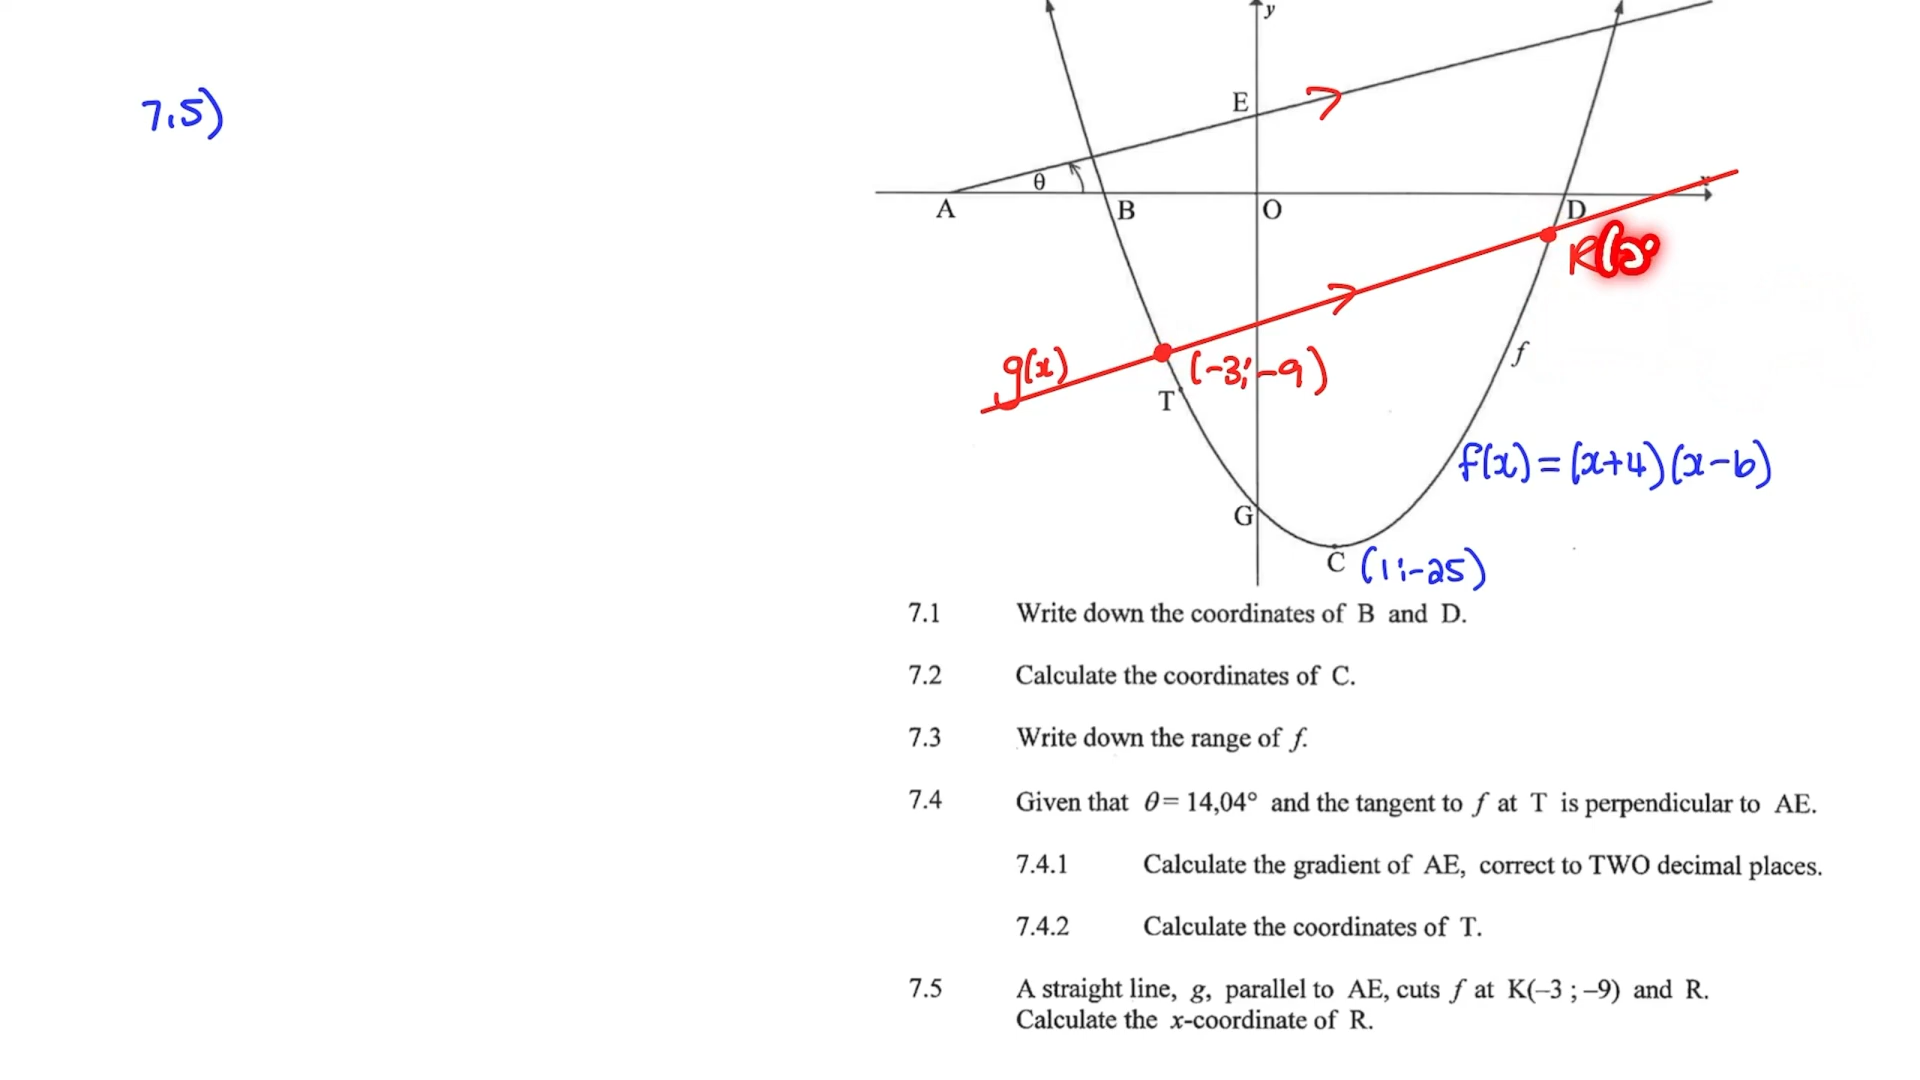 7.5)
y
E
θ
x
A
B
O
D
R(
g(x)
(-3;-9)
T
f
f(x)=(x+4)(x-6)
G
C (1;-25)
7.1 Write down the coordinates of B and D.
7.2 Calculate the coordinates of C.
7.3 Write down the range of f.
7.4 Given that θ= 14,04° and the tangent to f at T is perpendicular to AE.
7.4.1 Calculate the gradient of AE, correct to TWO decimal places.
7.4.2 Calculate the coordinates of T.
7.5 A straight line, g, parallel to AE, cuts f at K(–3 ; –9) and R.
Calculate the x-coordinate of R.